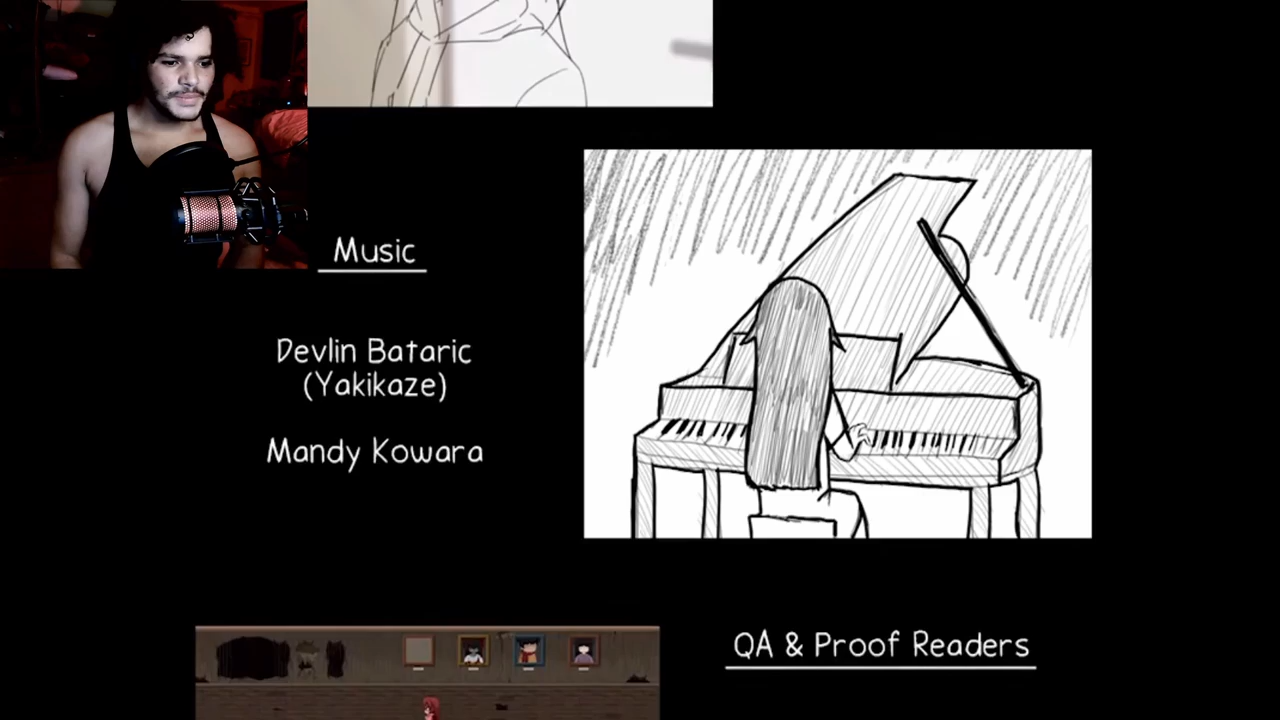 Music
Devlin Bataric
(Yakikaze)
Mandy Kowara
QA & Proof Readers